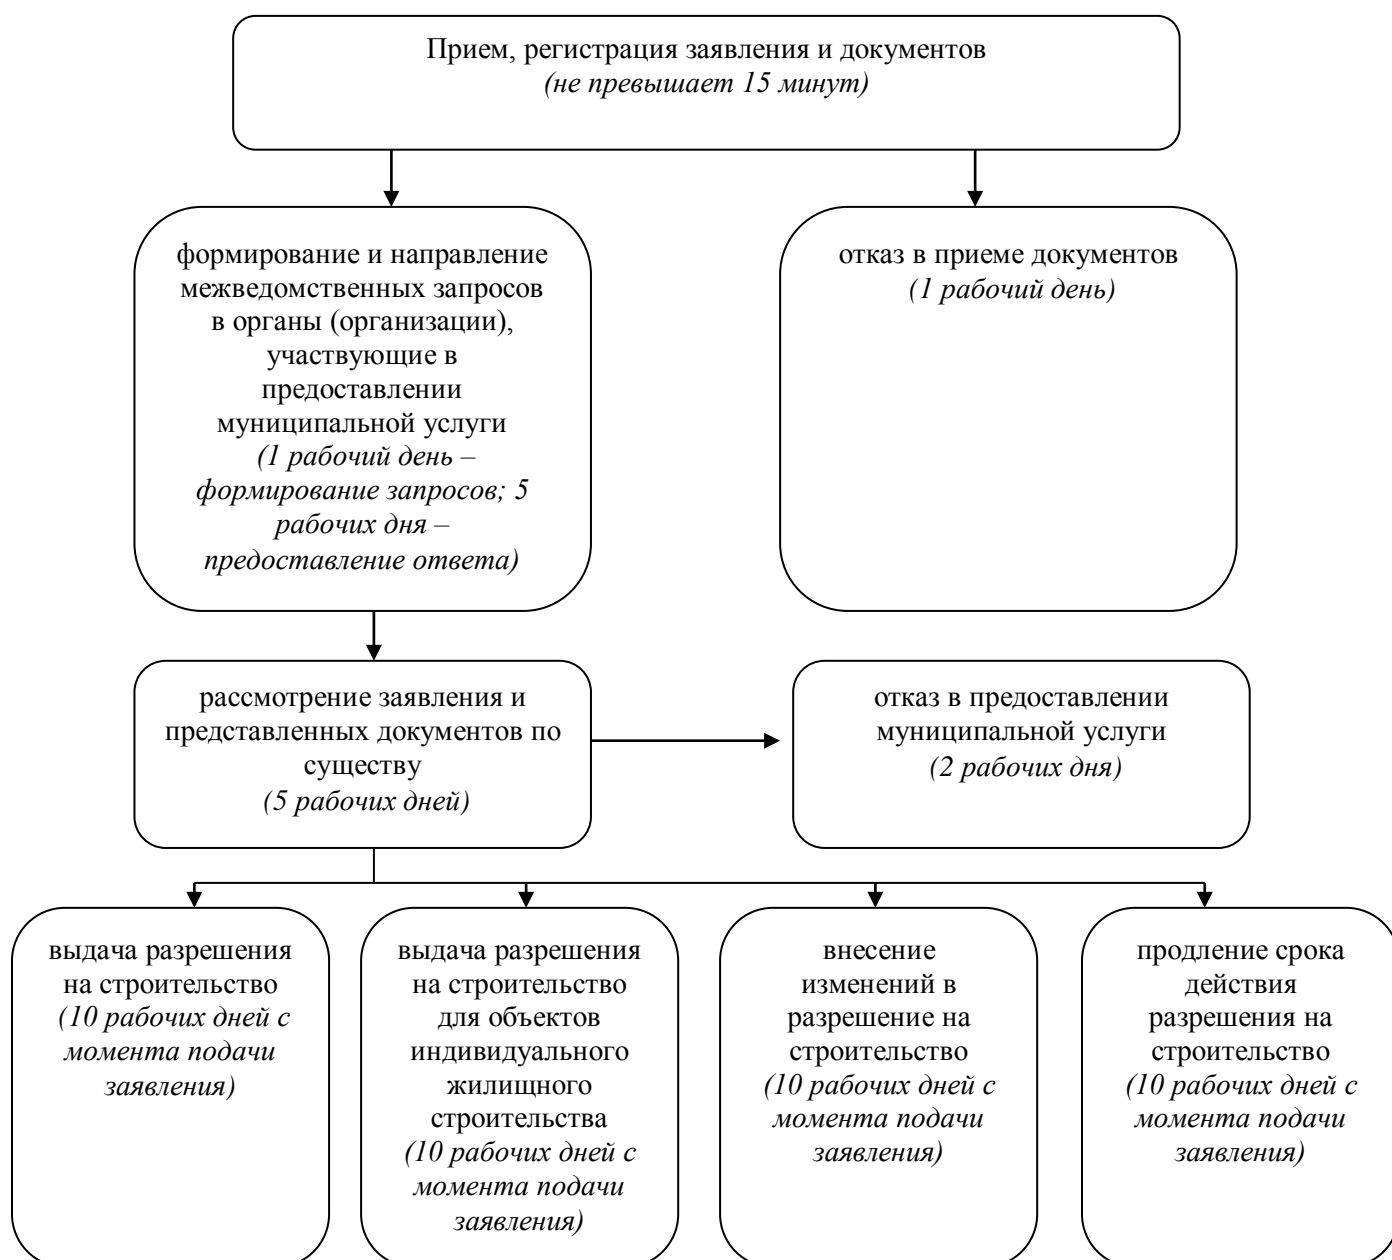 Прием, регистрация заявления и документов
(не превышает 15 минут)
формирование и направление
межведомственных запросов
в органы (организации),
участвующие в
предоставлении
муниципальной услуги
(1 рабочий день –
формирование запросов; 5
рабочих дня –
предоставление ответа)
отказ в приеме документов
(1 рабочий день)
рассмотрение заявления и
представленных документов по
существу
(5 рабочих дней)
отказ в предоставлении
муниципальной услуги
(2 рабочих дня)
выдача разрешения
на строительство
(10 рабочих дней с
момента подачи
заявления)
выдача разрешения
на строительство
для объектов
индивидуального
жилищного
строительства
(10 рабочих дней с
момента подачи
заявления)
внесение
изменений в
разрешение на
строительство
(10 рабочих дней с
момента подачи
заявления)
продление срока
действия
разрешения на
строительство
(10 рабочих дней с
момента подачи
заявления)